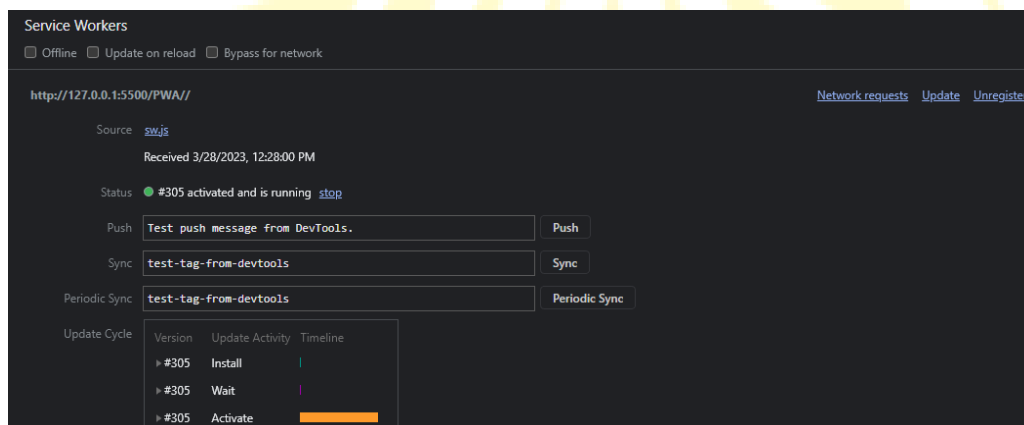 Service Workers
Offline Update on reload Bypass for network
http://127.0.0.1:5500/PWA// Network requests Update Unregister
Source sw.js
Received 3/28/2023, 12:28:00 PM
Status #305 activated and is running stop
Push Test push message from DevTools. Push
Sync test-tag-from-devtools Sync
Periodic Sync test-tag-from-devtools Periodic Sync
Update Cycle Version Update Activity Timeline
#305 Install
#305 Wait
#305 Activate